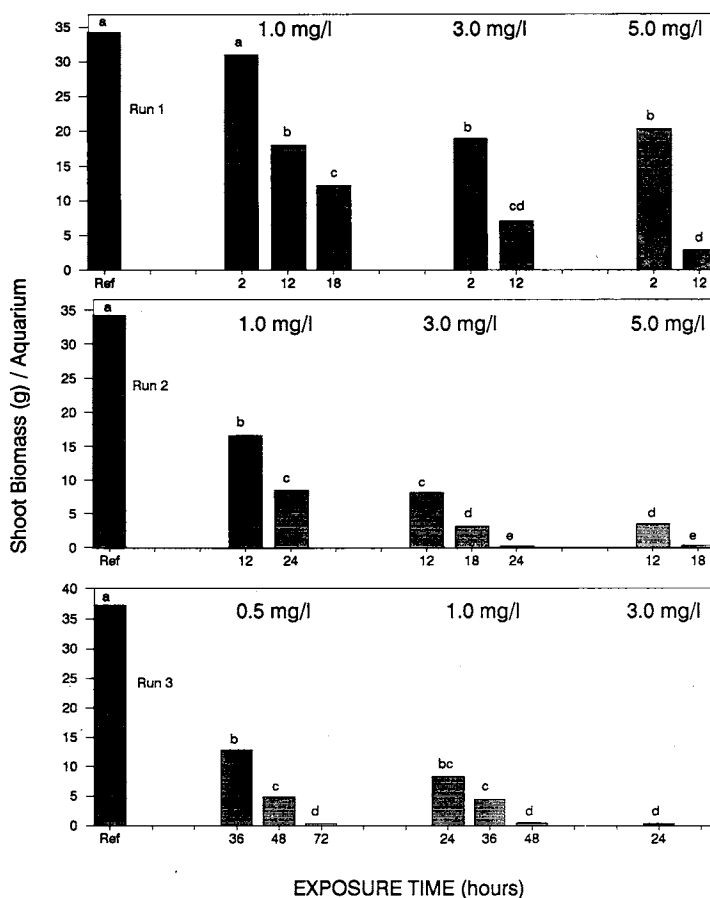 Shoot Biomass (g) / Aquarium
1.0 mg/l 3.0 mg/l 5.0 mg/l
35
30
25
20
15
10
5
0
Run 1
a a b c b cd b d
Ref 2 12 18 2 12 2 12
1.0 mg/l 3.0 mg/l 5.0 mg/l
35
30
25
20
15
10
5
0
Run 2
a b c c d e d e
Ref 12 24 12 18 24 12 18
0.5 mg/l 1.0 mg/l 3.0 mg/l
40
35
30
25
20
15
10
5
0
Run 3
a b c d bc c d d
Ref 36 48 72 24 36 48 24
EXPOSURE TIME (hours)